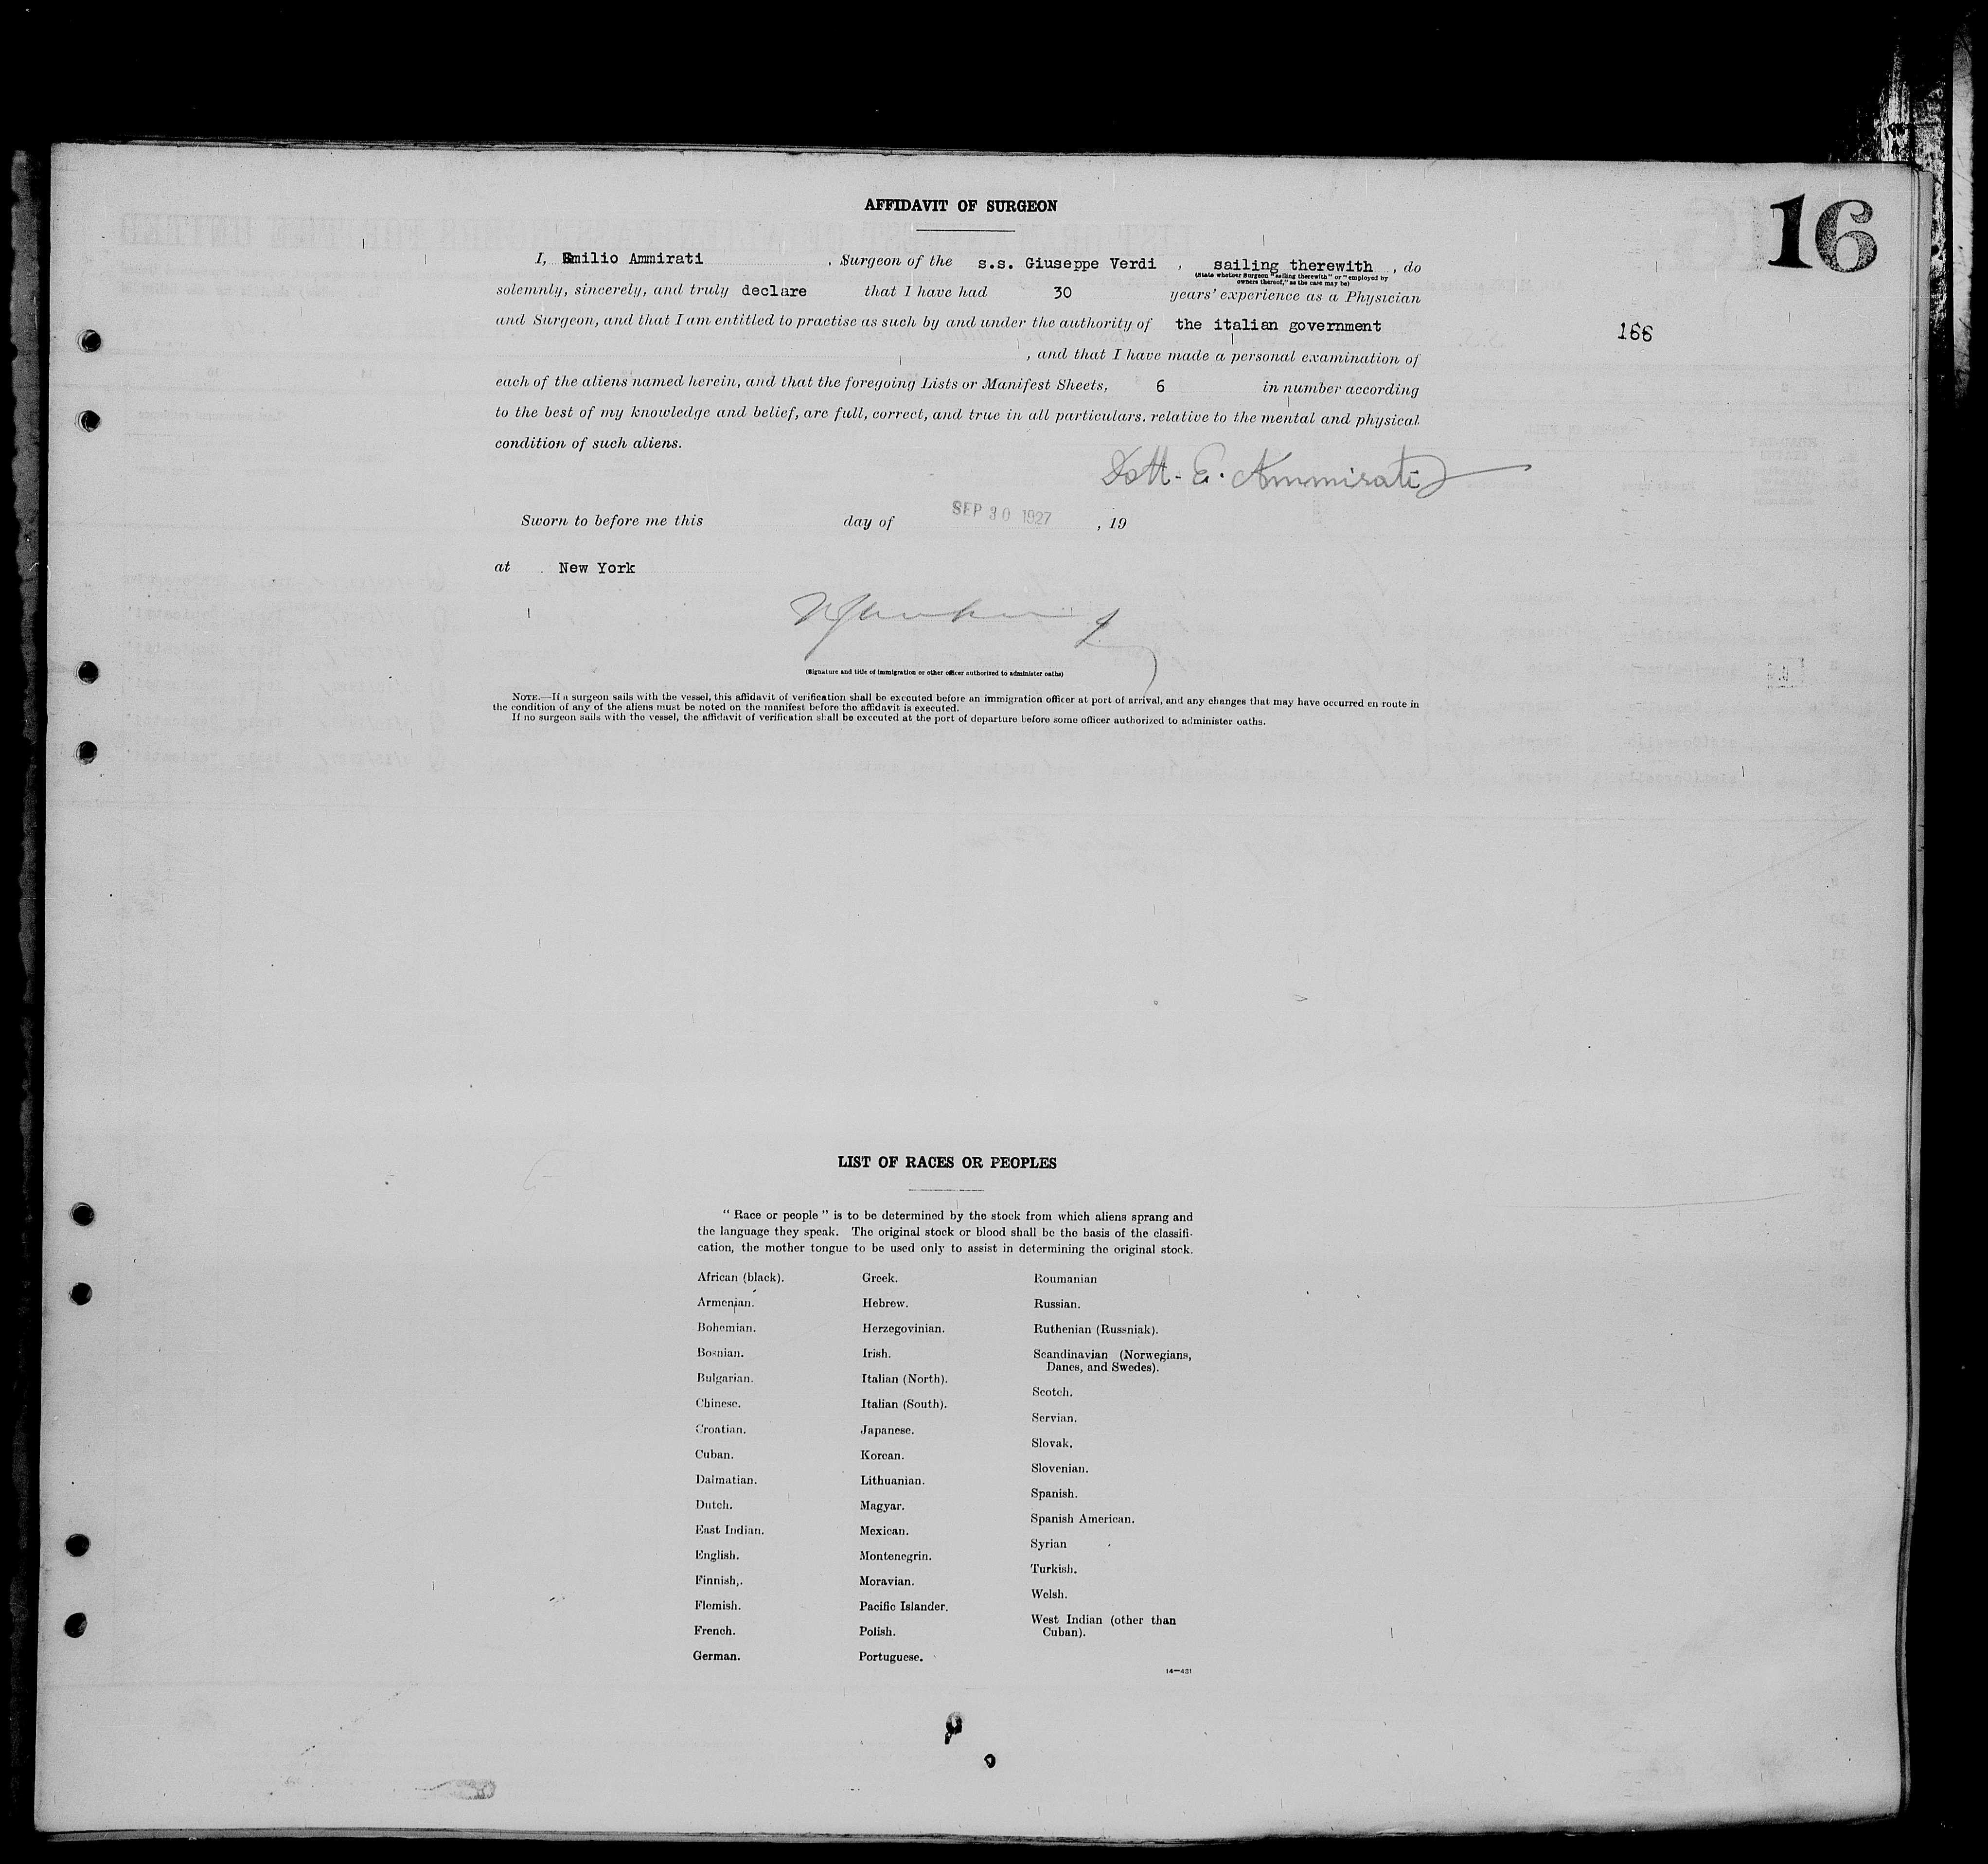 16
AFFIDAVIT OF SURGEON
I, Emilio Ammirati , Surgeon of the s.s. Giuseppe Verdi , sailing therewith , do
(State whether Surgeon "sailing therewith" or "employed by
owners thereof," as the case may be)
solemnly, sincerely, and truly declare that I have had 30 years' experience as a Physician
and Surgeon, and that I am entitled to practise as such by and under the authority of the italian government
166
, and that I have made a personal examination of
each of the aliens named herein, and that the foregoing Lists or Manifest Sheets, 6 in number according
to the best of my knowledge and belief, are full, correct, and true in all particulars. relative to the mental and physical
condition of such aliens.
Dott. E. Ammirati
Sworn to before me this day of SEP 30 1927 , 19
at New York
(Signature and title of immigration or other officer authorized to administer oaths)
NOTE.—If a surgeon sails with the vessel, this affidavit of verification shall be executed before an immigration officer at port of arrival, and any changes that may have occurred en route in
the condition of any of the aliens must be noted on the manifest before the affidavit is executed.
If no surgeon sails with the vessel, the affidavit of verification shall be executed at the port of departure before some officer authorized to administer oaths.
LIST OF RACES OR PEOPLES
" Race or people " is to be determined by the stock from which aliens sprang and
the language they speak. The original stock or blood shall be the basis of the classifi-
cation, the mother tongue to be used only to assist in determining the original stock.
African (black).
Armenian.
Bohemian.
Bosnian.
Bulgarian.
Chinese.
Croatian.
Cuban.
Dalmatian.
Dutch.
East Indian.
English.
Finnish,.
Flemish.
French.
German.
Greek.
Hebrew.
Herzegovinian.
Irish.
Italian (North).
Italian (South).
Japanese.
Korean.
Lithuanian.
Magyar.
Mexican.
Montenegrin.
Moravian.
Pacific Islander.
Polish.
Portuguese.
Roumanian
Russian.
Ruthenian (Russniak).
Scandinavian (Norwegians,
Danes, and Swedes).
Scotch.
Servian.
Slovak.
Slovenian.
Spanish.
Spanish American.
Syrian
Turkish.
Welsh.
West Indian (other than
Cuban).
14—431